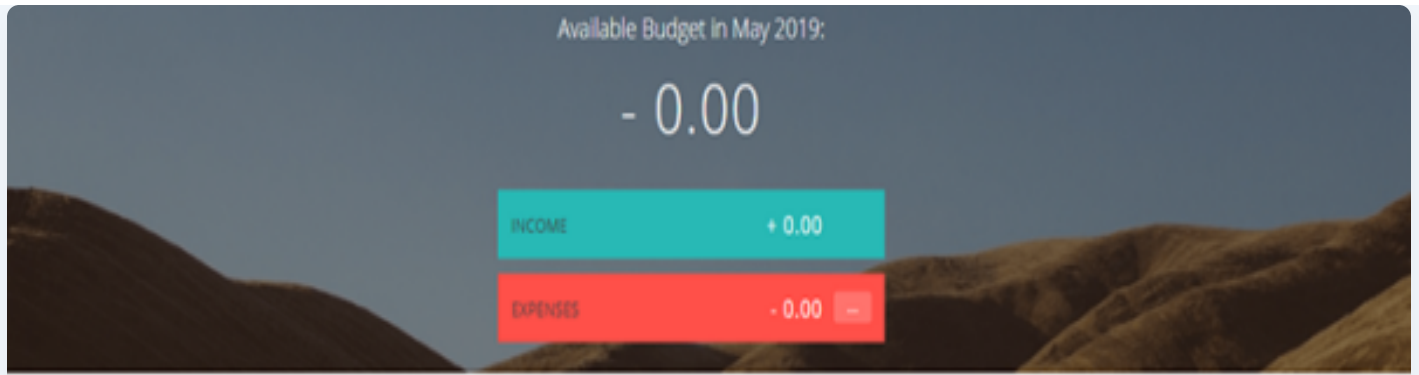 Available Budget in May 2019:
- 0.00
INCOME + 0.00
EXPENSES - 0.00 ---